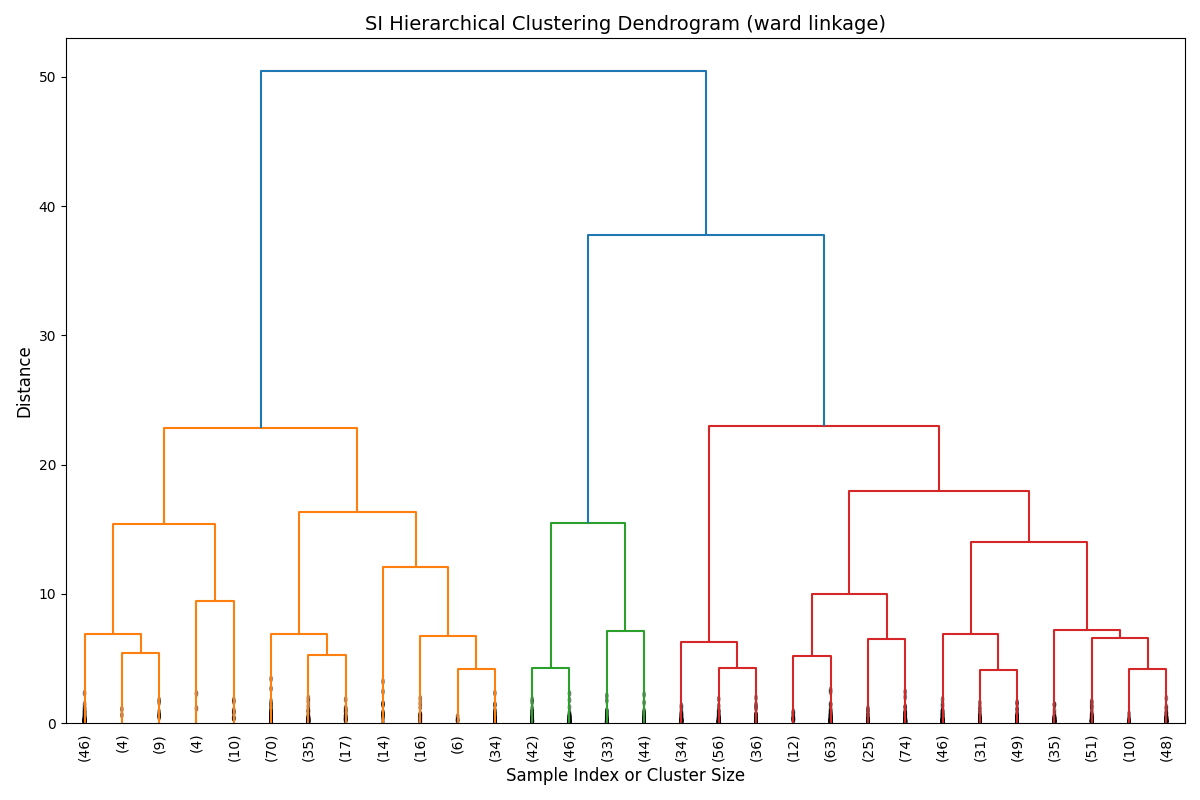 SI Hierarchical Clustering Dendrogram (ward linkage)
50
40
30
20
10
0
Distance
(46) (4) (9) (4) (10) (70) (35) (17) (14) (16) (6) (34) (42) (46) (33) (44) (34) (56) (36) (12) (63) (25) (74) (46) (31) (49) (35) (51) (10) (48)
Sample Index or Cluster Size